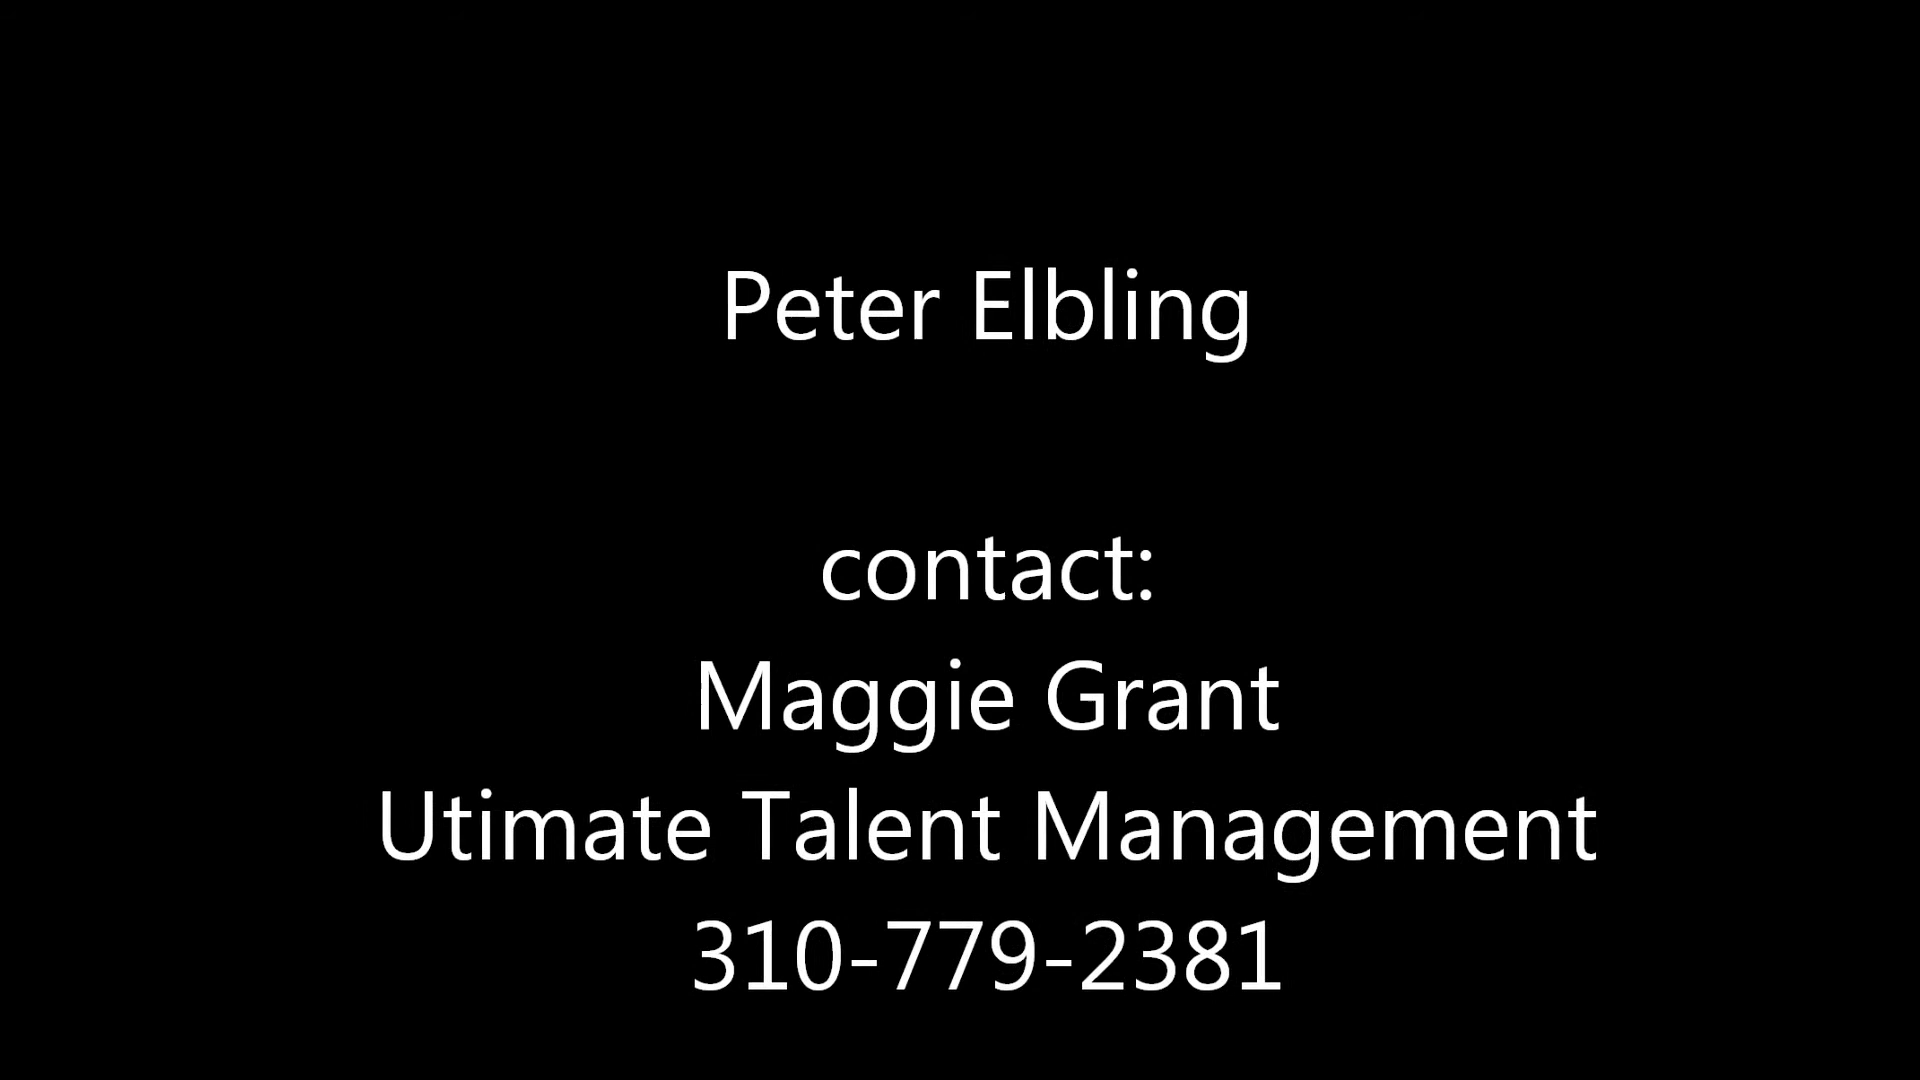 Peter Elbling
contact:
Maggie Grant
Utimate Talent Management
310-779-2381